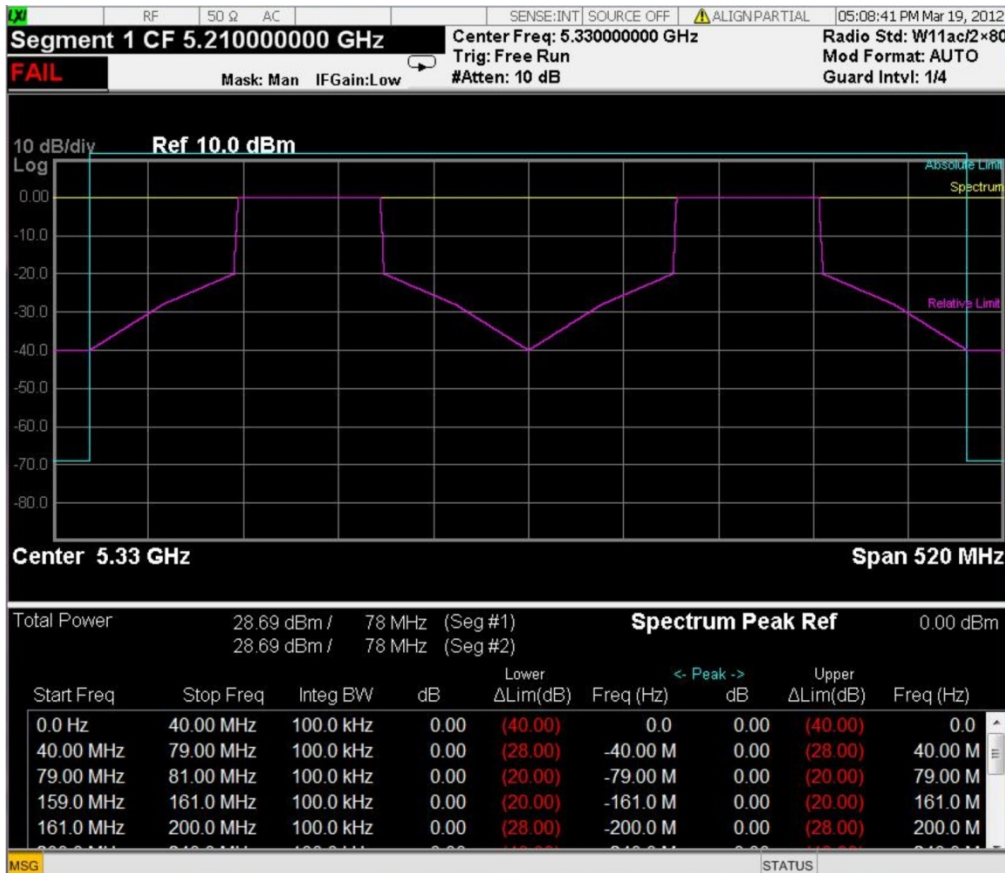 LXI RF 50 Ω AC SENSE:INT SOURCE OFF ALIGN PARTIAL 05:08:41 PM Mar 19, 2012
Segment 1 CF 5.210000000 GHz Center Freq: 5.330000000 GHz Radio Std: W11ac/2×80
Trig: Free Run Mod Format: AUTO
FAIL Mask: Man IFGain:Low #Atten: 10 dB Guard Intvl: 1/4
10 dB/div Ref 10.0 dBm
Log
Absolute Limit
Spectrum
0.00
-10.0
-20.0
-30.0 Relative Limit
-40.0
-50.0
-60.0
-70.0
-80.0
Center 5.33 GHz Span 520 MHz
Total Power 28.69 dBm / 78 MHz (Seg #1) Spectrum Peak Ref 0.00 dBm
28.69 dBm / 78 MHz (Seg #2)
Lower <- Peak -> Upper
Start Freq Stop Freq Integ BW dB ΔLim(dB) Freq (Hz) dB ΔLim(dB) Freq (Hz)
0.0 Hz 40.00 MHz 100.0 kHz 0.00 (40.00) 0.0 0.00 (40.00) 0.0
40.00 MHz 79.00 MHz 100.0 kHz 0.00 (28.00) -40.00 M 0.00 (28.00) 40.00 M
79.00 MHz 81.00 MHz 100.0 kHz 0.00 (20.00) -79.00 M 0.00 (20.00) 79.00 M
159.0 MHz 161.0 MHz 100.0 kHz 0.00 (20.00) -161.0 M 0.00 (20.00) 161.0 M
161.0 MHz 200.0 MHz 100.0 kHz 0.00 (28.00) -200.0 M 0.00 (28.00) 200.0 M
MSG STATUS